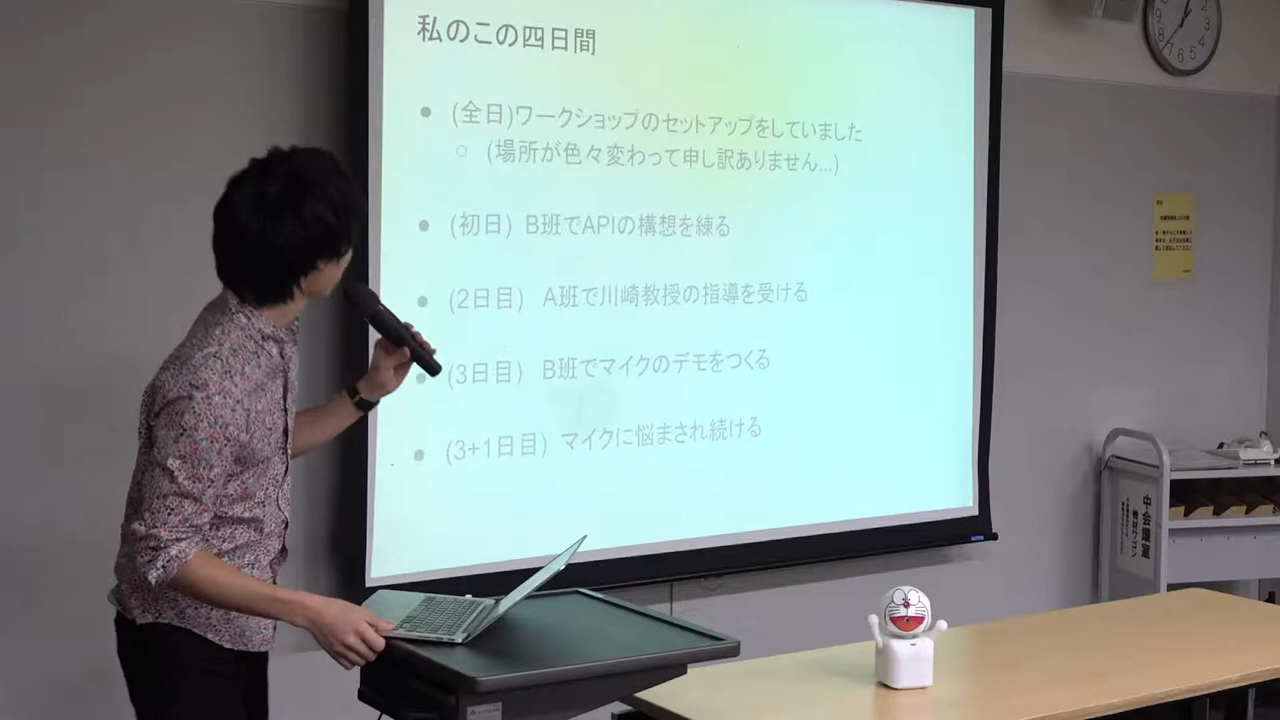 私のこの四日間
(全日)ワークショップのセットアップをしていました
(場所が色々変わって申し訳ありません...)
(初日) B班でAPIの構想を練る
(2日目) A班で川崎教授の指導を受ける
(3日目) B班でマイクのデモをつくる
(3+1日目) マイクに悩まされ続ける
中会議室
機材ワゴン